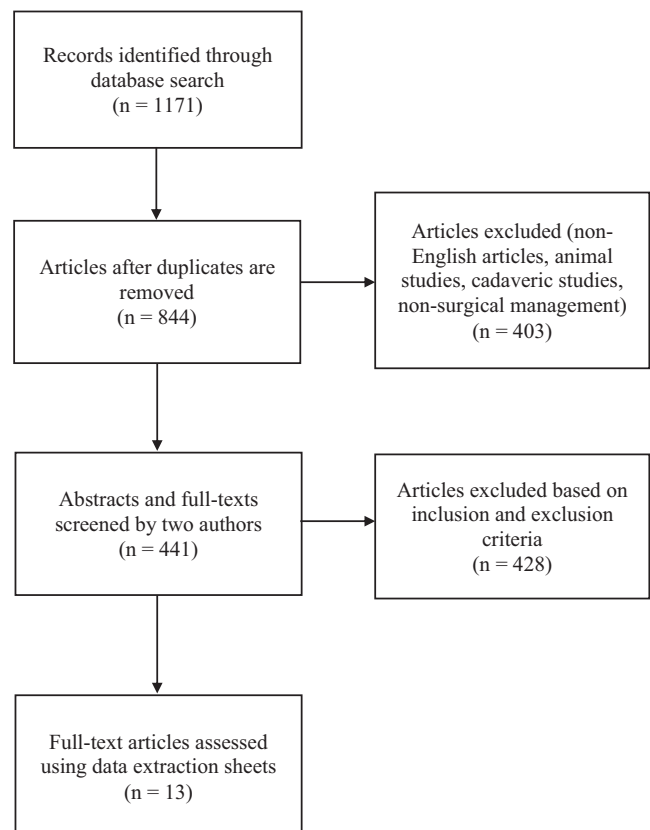 Records identified through
database search
(n = 1171)
Articles after duplicates are
removed
(n = 844)
Articles excluded (non-
English articles, animal
studies, cadaveric studies,
non-surgical management)
(n = 403)
Abstracts and full-texts
screened by two authors
(n = 441)
Articles excluded based on
inclusion and exclusion
criteria
(n = 428)
Full-text articles assessed
using data extraction sheets
(n = 13)